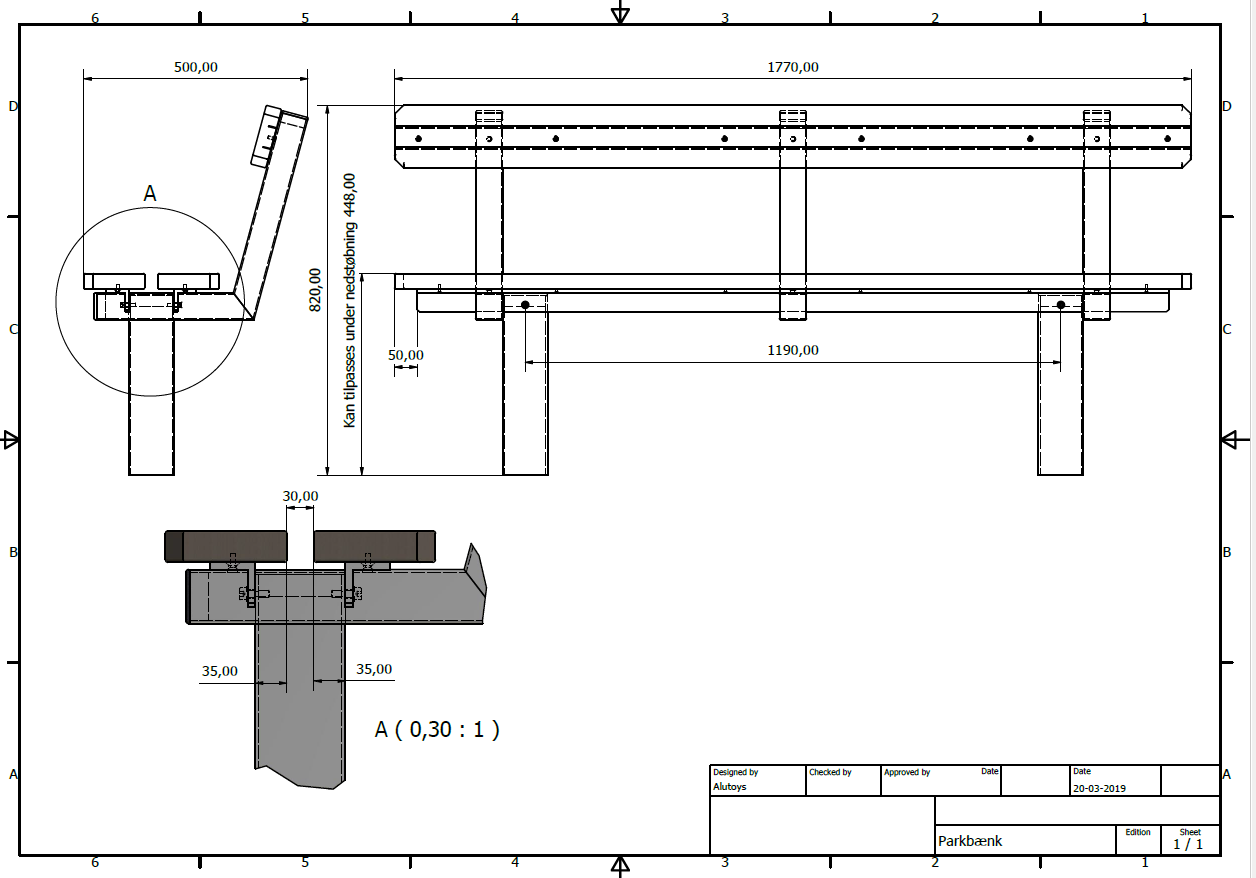 6 5 4 3 2 1
500,00
1770,00
D D
A
Kan tilpasses under nedstøbning 448,00
820,00
C C
50,00
1190,00
30,00
B B
35,00
35,00
A ( 0,30 : 1 )
A A
Designed by
Alutoys
Checked by
Approved by
Date
Date
20-03-2019
Parkbænk
Edition
Sheet
1 / 1
6 5 4 3 2 1